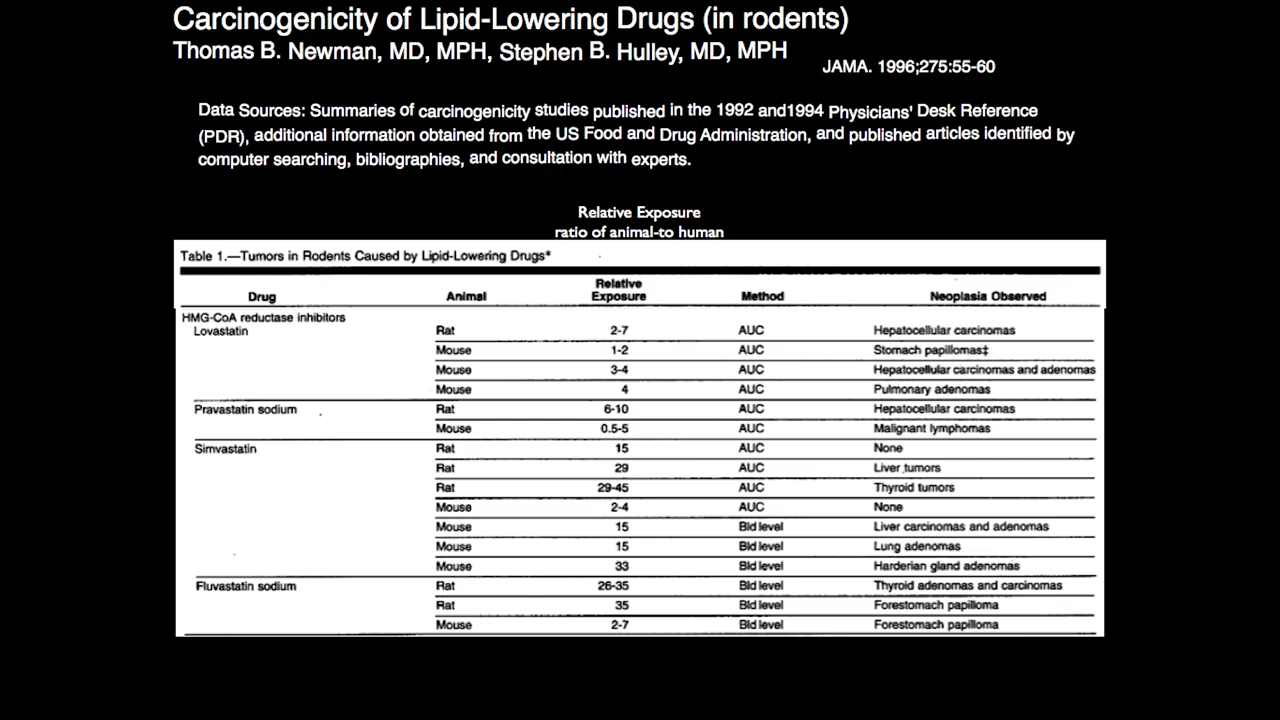 Carcinogenicity of Lipid-Lowering Drugs (in rodents)
Thomas B. Newman, MD, MPH, Stephen B. Hulley, MD, MPH
JAMA. 1996;275:55-60
Data Sources: Summaries of carcinogenicity studies published in the 1992 and1994 Physicians' Desk Reference
(PDR), additional information obtained from the US Food and Drug Administration, and published articles identified by
computer searching, bibliographies, and consultation with experts.
Relative Exposure
ratio of animal-to human
Table 1.—Tumors in Rodents Caused by Lipid-Lowering Drugs*
Drug Animal Relative Exposure Method Neoplasia Observed
HMG-CoA reductase inhibitors
Lovastatin Rat 2-7 AUC Hepatocellular carcinomas
Mouse 1-2 AUC Stomach papillomas‡
Mouse 3-4 AUC Hepatocellular carcinomas and adenomas
Mouse 4 AUC Pulmonary adenomas
Pravastatin sodium Rat 6-10 AUC Hepatocellular carcinomas
Mouse 0.5-5 AUC Malignant lymphomas
Simvastatin Rat 15 AUC None
Rat 29 AUC Liver tumors
Rat 29-45 AUC Thyroid tumors
Mouse 2-4 AUC None
Mouse 15 Bld level Liver carcinomas and adenomas
Mouse 15 Bld level Lung adenomas
Mouse 33 Bld level Harderian gland adenomas
Fluvastatin sodium Rat 26-35 Bld level Thyroid adenomas and carcinomas
Rat 35 Bld level Forestomach papilloma
Mouse 2-7 Bld level Forestomach papilloma